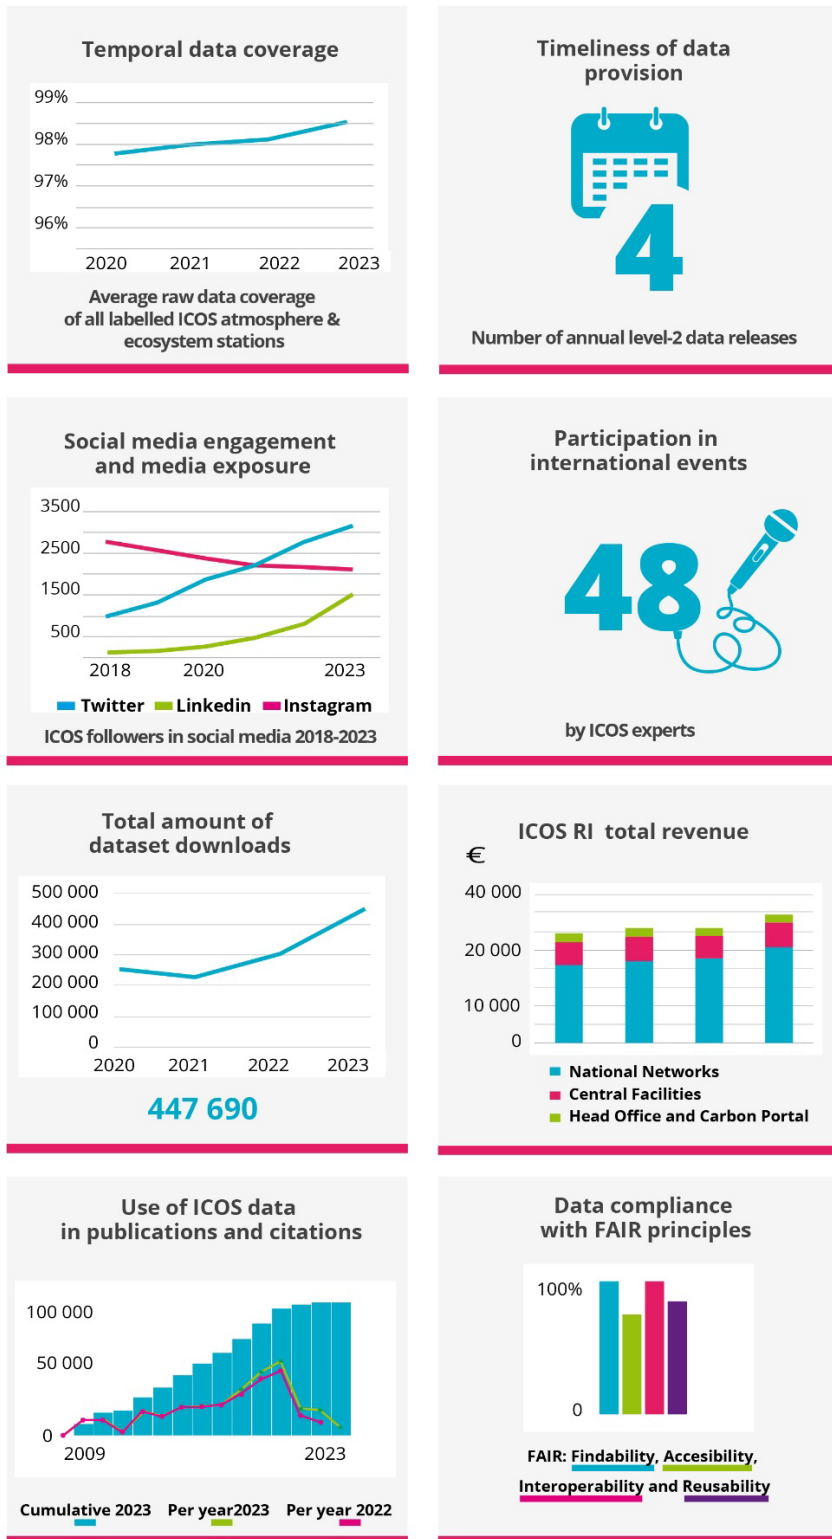 Temporal data coverage
99%
98%
97%
96%
2020 2021 2022 2023
Average raw data coverage
of all labelled ICOS atmosphere &
ecosystem stations
Timeliness of data
provision
4
Number of annual level-2 data releases
Social media engagement
and media exposure
3500
2500
1500
500
2018 2020 2023
Twitter Linkedin Instagram
ICOS followers in social media 2018-2023
Participation in
international events
48
by ICOS experts
Total amount of
dataset downloads
500 000
400 000
300 000
200 000
100 000
0
2020 2021 2022 2023
447 690
ICOS RI total revenue
€
40 000
20 000
10 000
0
National Networks
Central Facilities
Head Office and Carbon Portal
Use of ICOS data
in publications and citations
100 000
50 000
0
2009 2023
Cumulative 2023 Per year2023 Per year 2022
Data compliance
with FAIR principles
100%
0
FAIR: Findability, Accesibility,
Interoperability and Reusability